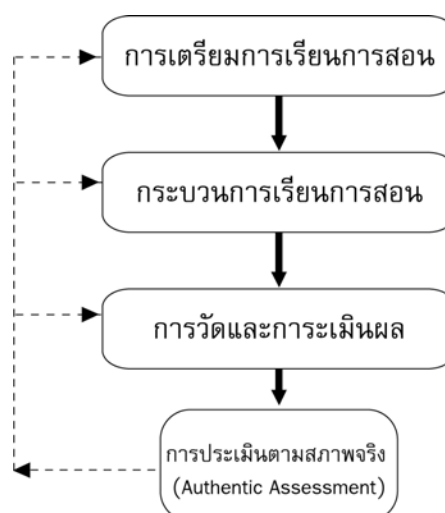 การเตรียมการเรียนการสอน
กระบวนการเรียนการสอน
การวัดและการะเมินผล
การประเมินตามสภาพจริง
(Authentic Assessment)